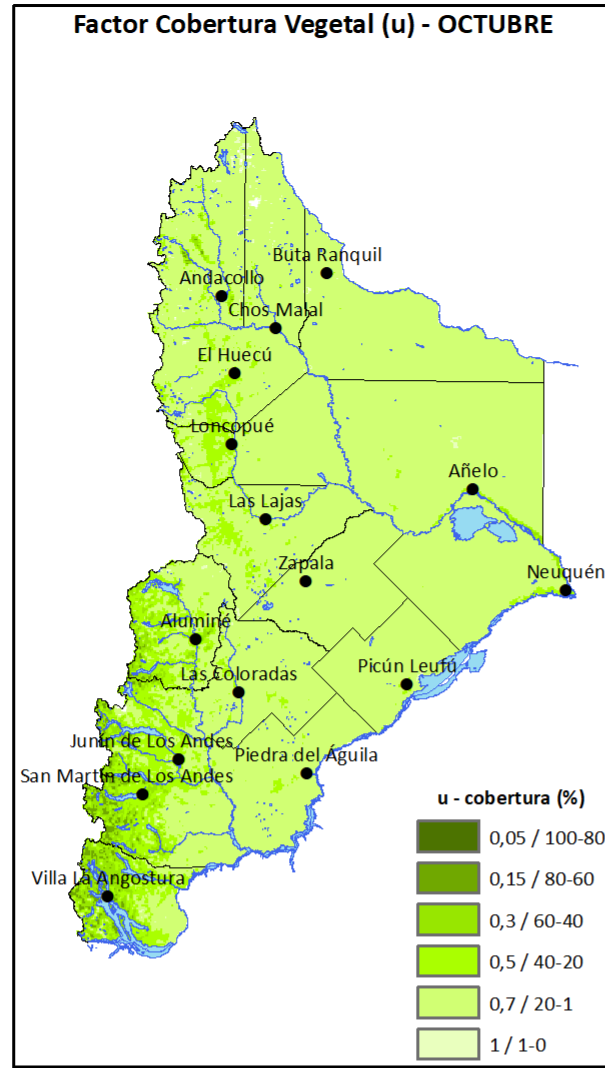 Factor Cobertura Vegetal (u) - OCTUBRE
Buta Ranquil
Andacollo
Chos Malal
El Huecú
Loncopué
Añelo
Las Lajas
Zapala
Neuquén
Aluminé
Las Coloradas
Picún Leufú
Junín de Los Andes
Piedra del Águila
San Martín de Los Andes
Villa La Angostura
u - cobertura (%)
0,05 / 100-80
0,15 / 80-60
0,3 / 60-40
0,5 / 40-20
0,7 / 20-1
1 / 1-0